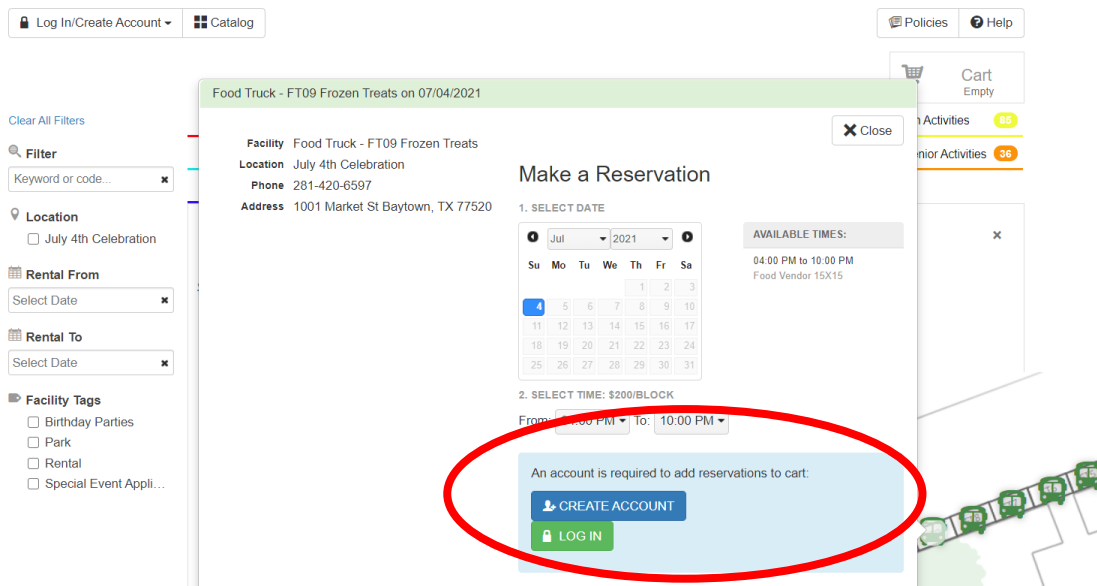 Log In/Create Account
Catalog
Policies
Help
Cart
Empty
Food Truck - FT09 Frozen Treats on 07/04/2021
Close
Clear All Filters
Filter
Keyword or code...
Location
July 4th Celebration
Rental From
Select Date
Rental To
Select Date
Facility Tags
Birthday Parties
Park
Rental
Special Event Appli…
Activities 65
Activities 36
Facility Food Truck - FT09 Frozen Treats
Location July 4th Celebration
Phone 281-420-6597
Address 1001 Market St Baytown, TX 77520
Make a Reservation
1. SELECT DATE
Jul 2021
Su Mo Tu We Th Fr Sa
1 2 3
4 5 6 7 8 9 10
11 12 13 14 15 16 17
18 19 20 21 22 23 24
25 26 27 28 29 30 31
AVAILABLE TIMES:
04:00 PM to 10:00 PM
Food Vendor 15X15
2. SELECT TIME: $200/BLOCK
From: PM To: 10:00 PM
An account is required to add reservations to cart:
CREATE ACCOUNT
LOG IN